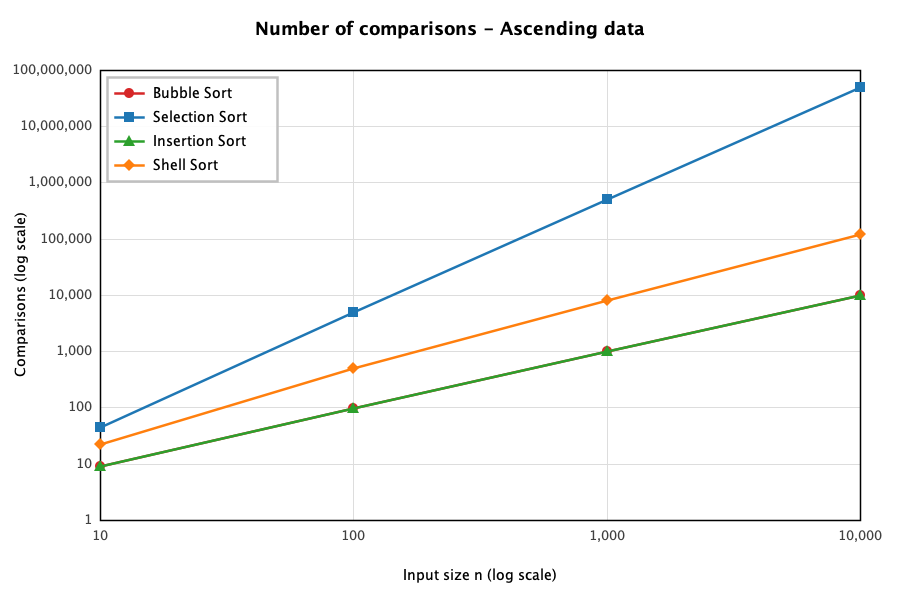 Number of comparisons – Ascending data
100,000,000
10,000,000
1,000,000
100,000
10,000
1,000
100
10
1
Comparisons (log scale)
Bubble Sort
Selection Sort
Insertion Sort
Shell Sort
10 100 1,000 10,000
Input size n (log scale)